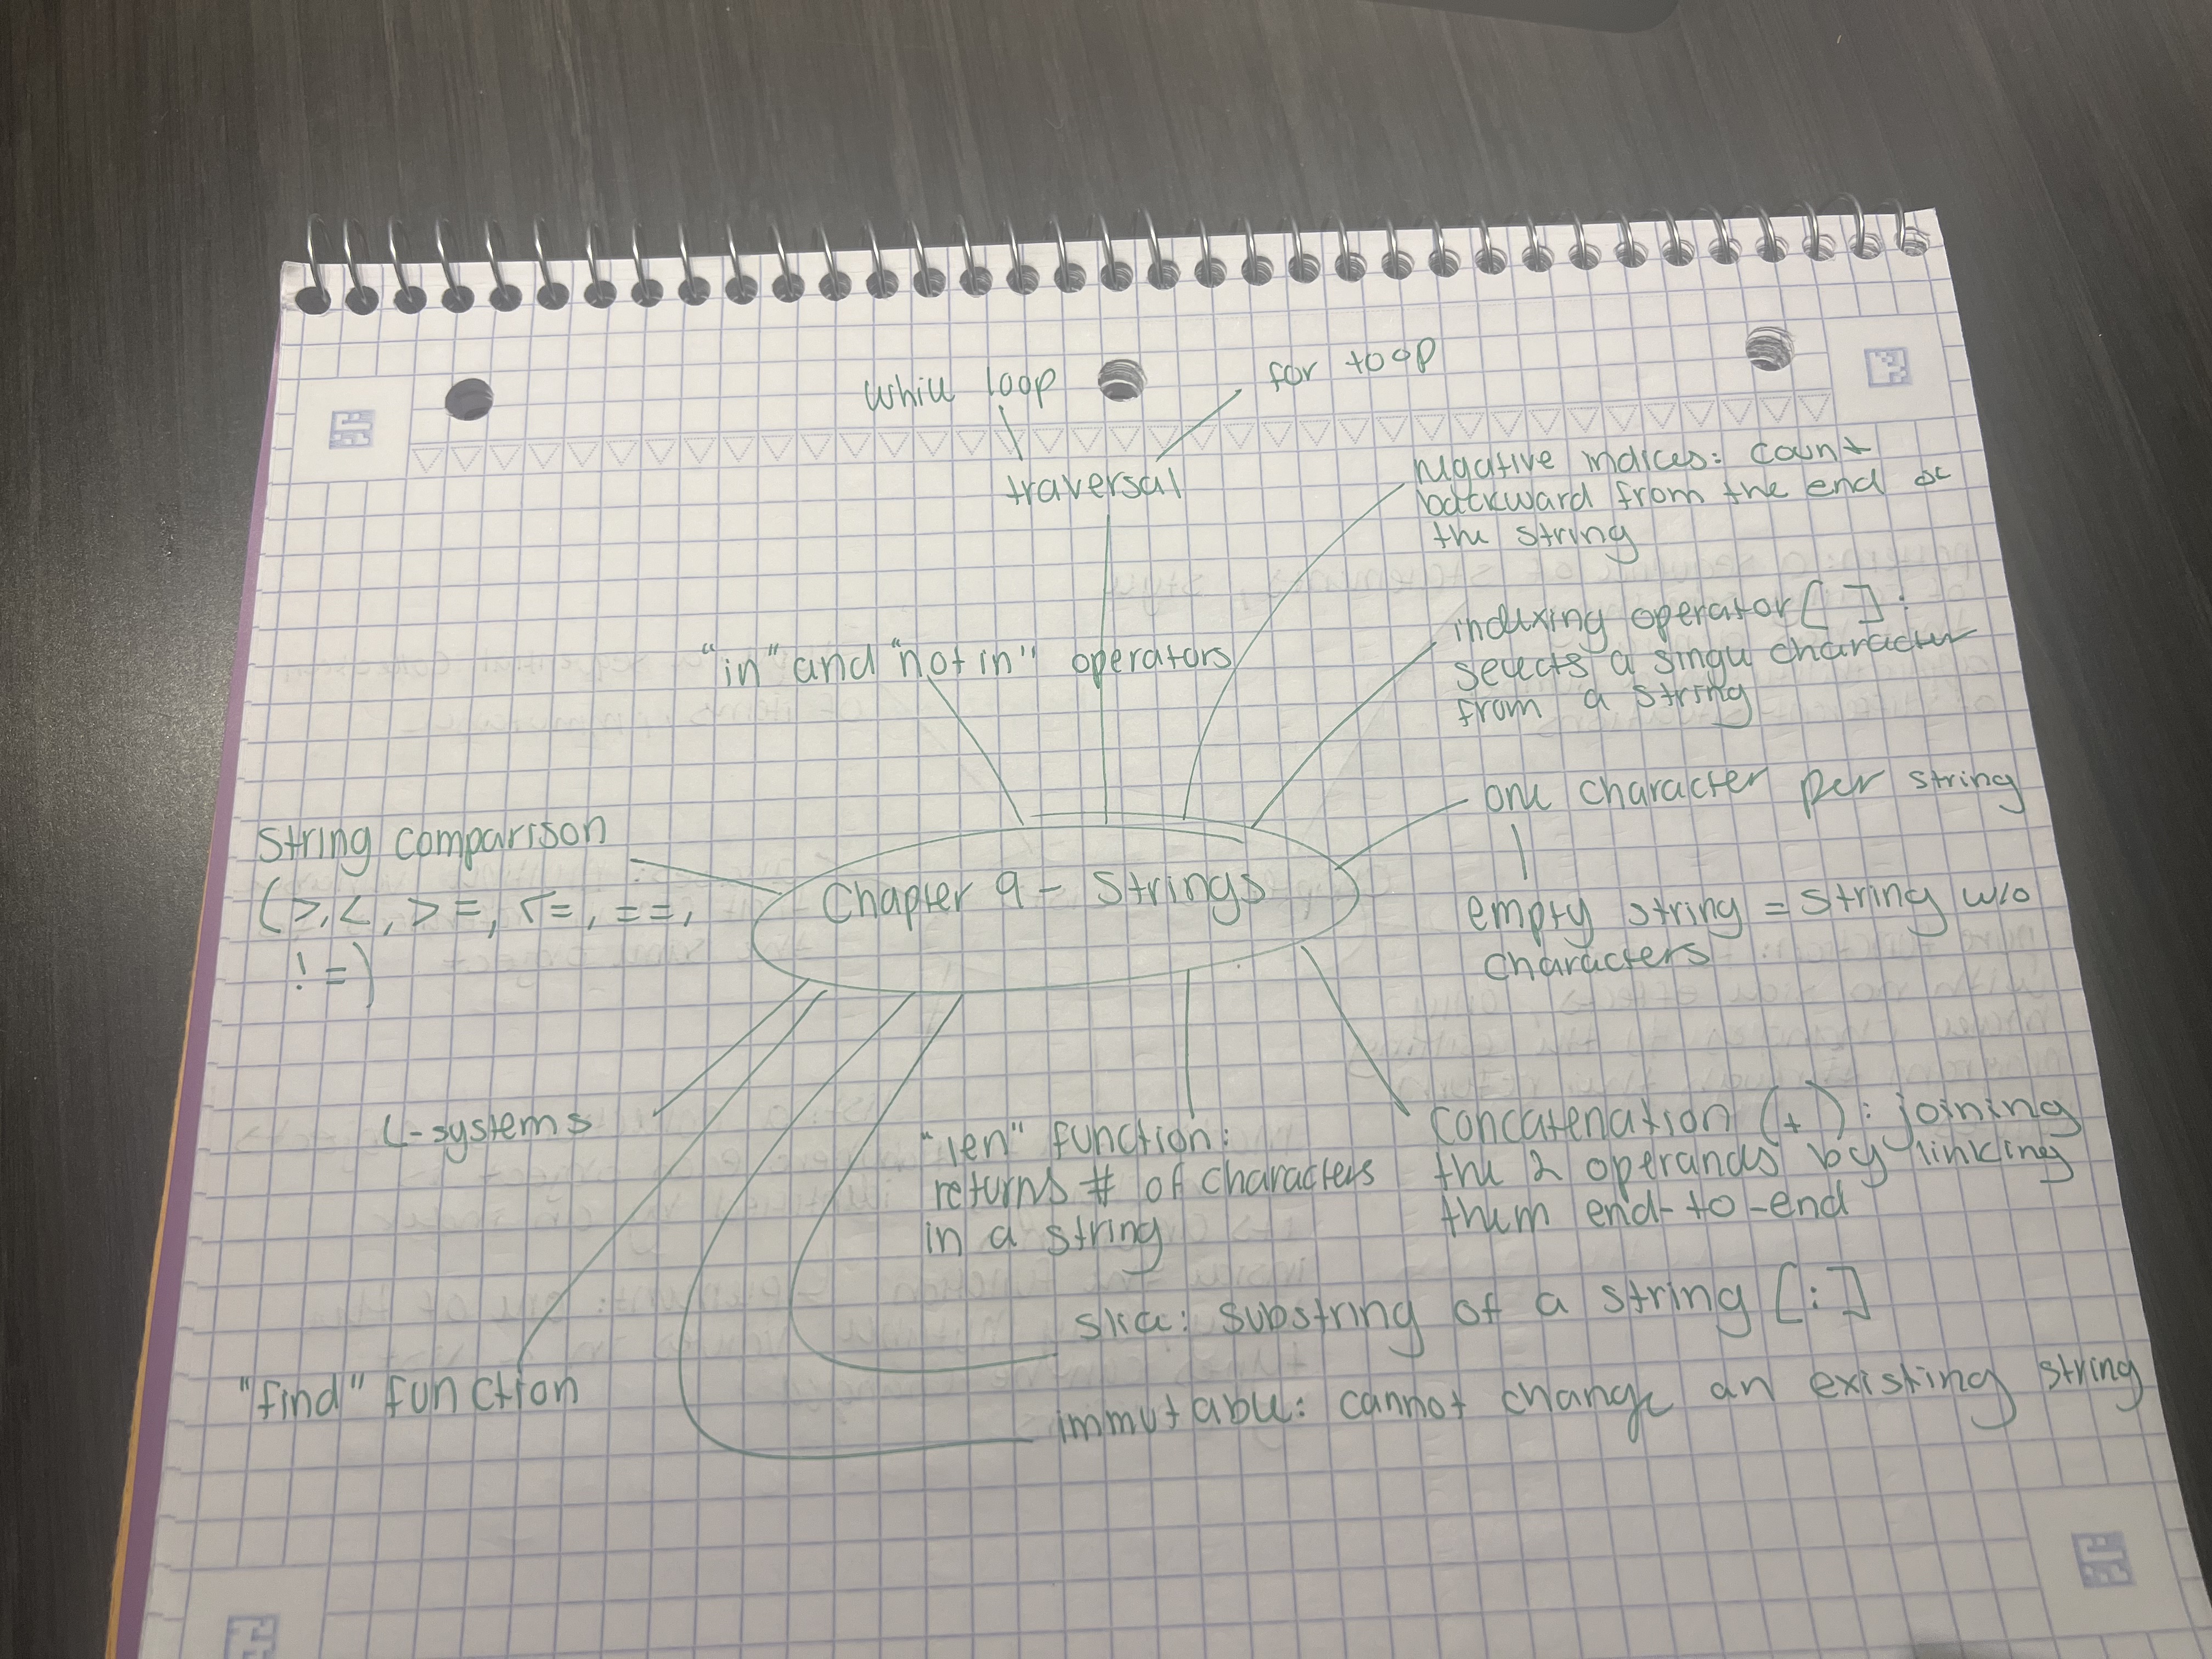 while loop
for loop
traversal
negative indices: count
backward from the end of
the string
"in" and "not in" operators
indexing operator [ ]:
selects a single character
from a string
String comparison
(>, <, >=, <=, ==,
!=)
one character per string
empty string = string w/o
characters
Chapter 9 - Strings
L-systems
"len" function:
returns # of characters
in a string
Concatenation (+): joining
the 2 operands by linking
them end-to-end
"find" function
slice: substring of a string [:]
immutable: cannot change an existing string